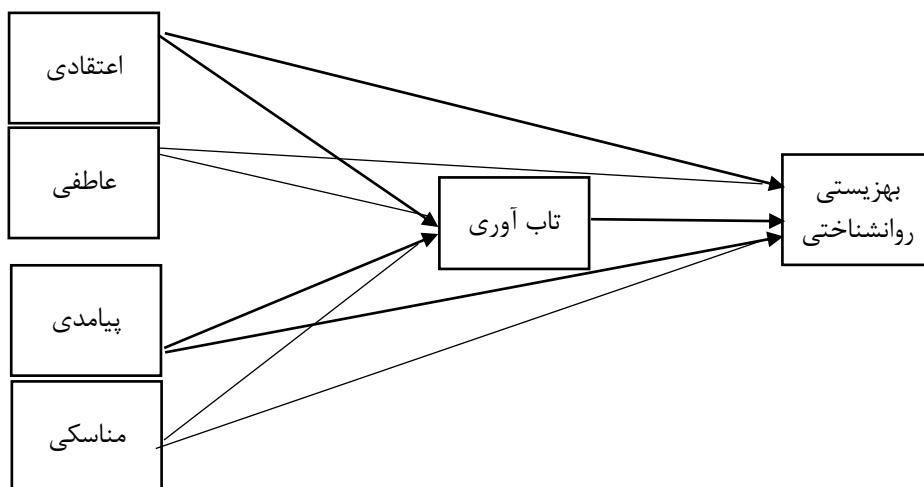 اعتقادی
عاطفی
تاب آوری
بهزیستی
روانشناختی
پیامدی
مناسکی